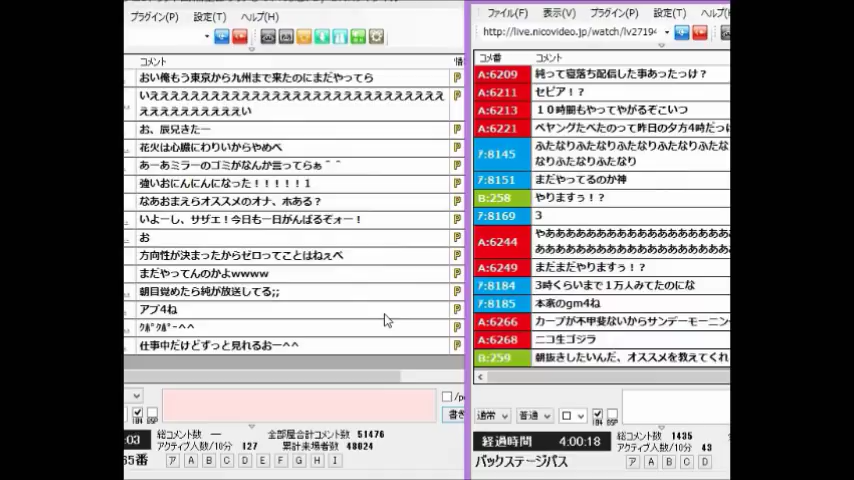 プラグイン(P) 設定(T) ヘルプ(H)
コメント
おい俺もう東京から九州まで来たのにまだやってら
いえええええええええええええええええええええええええ
えええええええええええい
お、辰兄きたー
花火は心臓にわりいからやめべ
あーあミラーのゴミがなんか言ってらぁ＾＾
強いおにんにんになった！！！！！1
なあおまえらオススメのオナ、ホある？
いよーし、サザエ！今日も一日がんばるぞォー！
お
方向性が決まったからゼロってことはねぇべ
まだやってんのかよwwww
朝目覚めたら純が放送してる;;
アプ4ね
ｸﾎﾟｸﾎﾟｰ^^
仕事中だけどずっと見れるおー^^
184
:03
総コメント数 ー
アクティブ人数/10分 127
全部屋合計コメント数 51476
累計来場者数 48024
35番
ア A B C D E F G H I
ファイル(F) 表示(V) プラグイン(P) 設定(T)
http://live.nicovideo.jp/watch/lv2719
コメ番 コメント
A:6209 純って寝落ち配信した事あったっけ？
A:6211 セピア！？
A:6213 １０時間もやってやがるぞこいつ
A:6221 ペヤングたべたのって昨日の夕方4時だっ
ｱ:8145 ふたなりふたなりふたなりふたなりふたな
なりふたなりふたなり
ｱ:8151 まだやってるのか神
B:258 やりますぅ！？
ｱ:8169 3
A:6244 やあああああああああああああああああ
ああああああああああああああああああ
A:6249 まだまだやりますぅ！？
ｱ:8184 3時くらいまで１万人みてたのにな
ｱ:8185 本家のgm4ね
A:6266 カープが不甲斐ないからサンデーモーニン
A:6268 ニコ生ゴジラ
B:259 朝抜きしたいんだ、オススメを教えてくれ
通常 普通 □ 184
経過時間 4:00:18
総コメント数 1435
アクティブ人数/10分 43
バックステージパス
ア A B C D